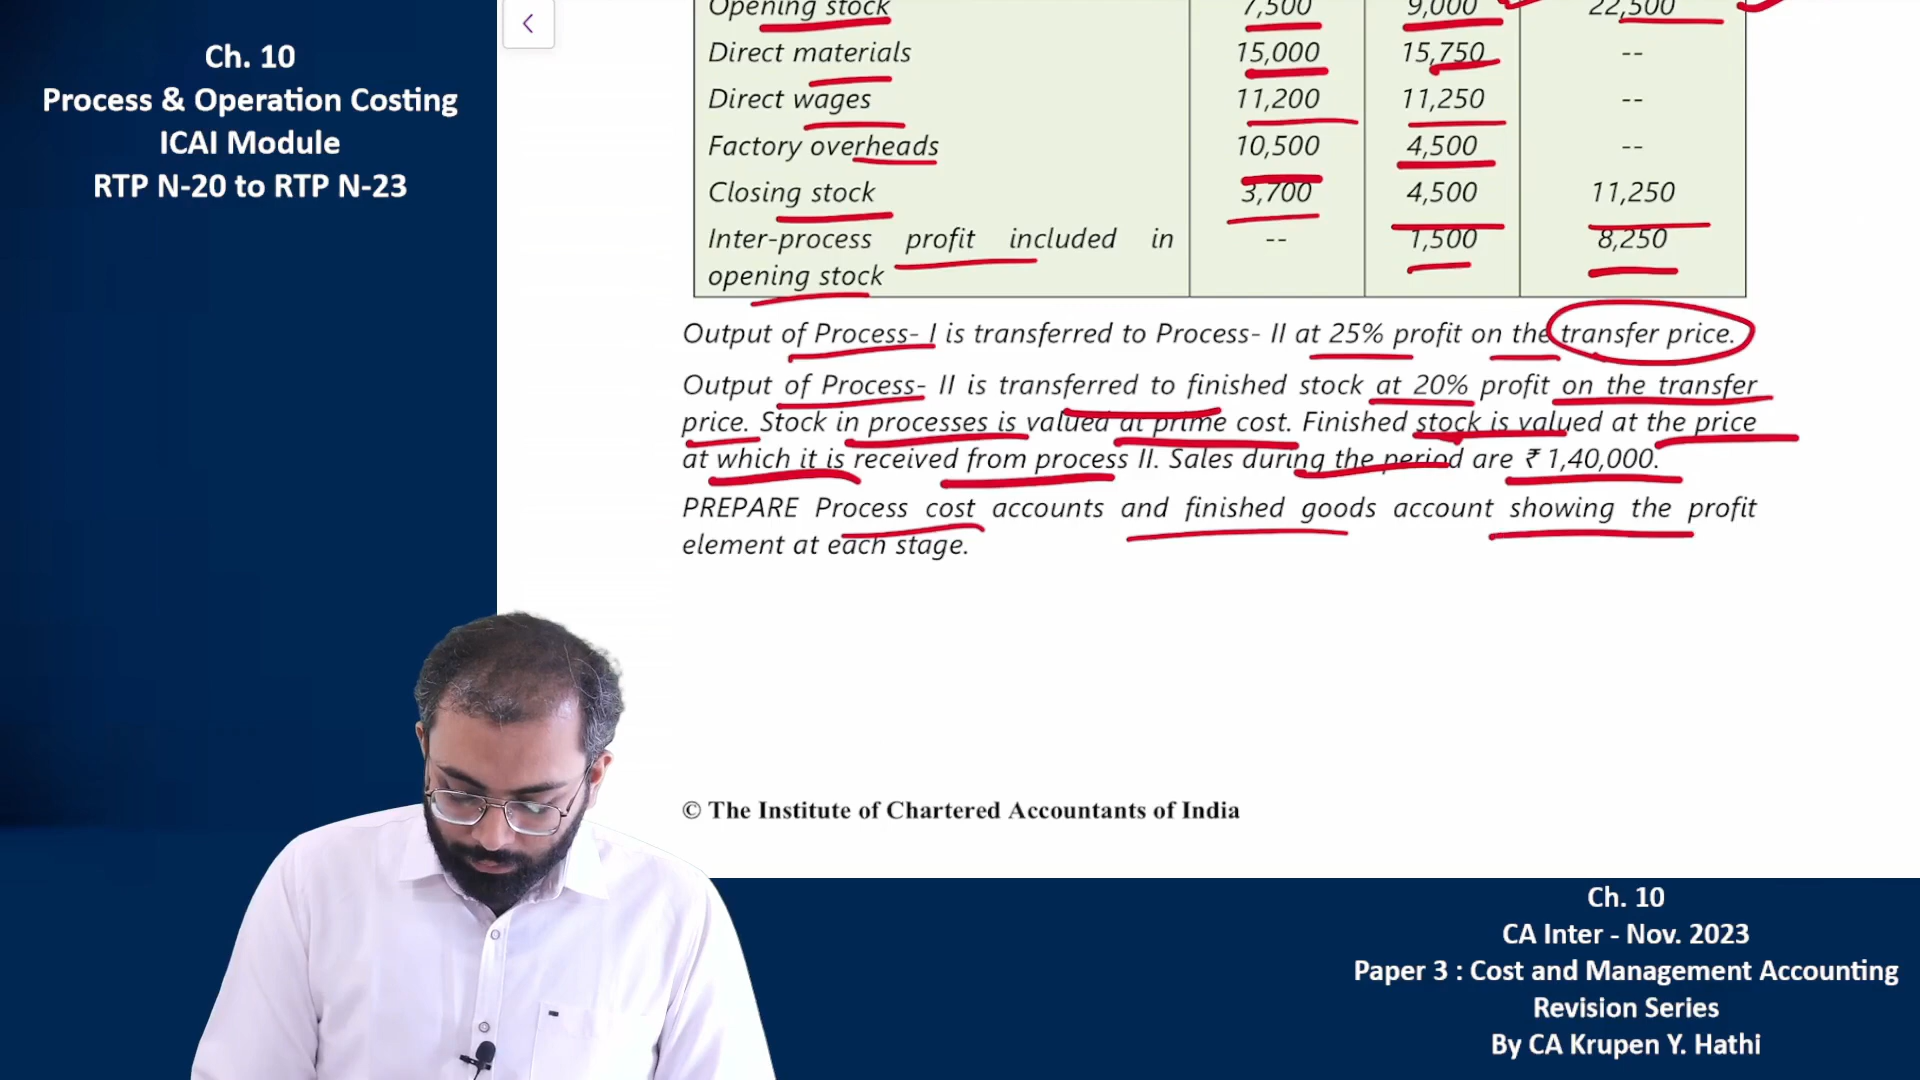 Ch. 10
Process & Operation Costing
ICAI Module
RTP N-20 to RTP N-23
Opening stock 7,500 9,000 22,500
Direct materials 15,000 15,750 --
Direct wages 11,200 11,250 --
Factory overheads 10,500 4,500 --
Closing stock 3,700 4,500 11,250
Inter-process profit included in -- 1,500 8,250
opening stock
Output of Process- I is transferred to Process- II at 25% profit on the transfer price.
Output of Process- II is transferred to finished stock at 20% profit on the transfer
price. Stock in processes is valued at prime cost. Finished stock is valued at the price
at which it is received from process II. Sales during the period are ₹ 1,40,000.
PREPARE Process cost accounts and finished goods account showing the profit
element at each stage.
© The Institute of Chartered Accountants of India
Ch. 10
CA Inter - Nov. 2023
Paper 3 : Cost and Management Accounting
Revision Series
By CA Krupen Y. Hathi